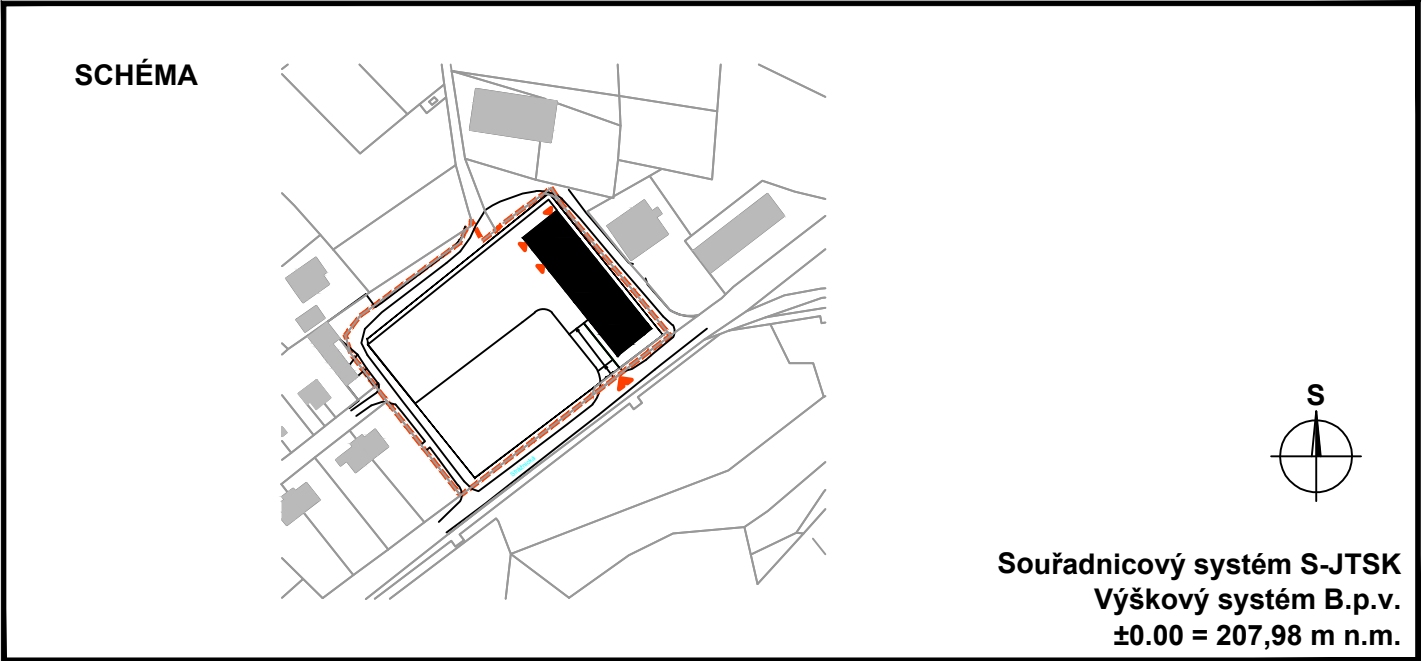 SCHÉMA
S
Souřadnicový systém S-JTSK
Výškový systém B.p.v.
±0.00 = 207,98 m n.m.